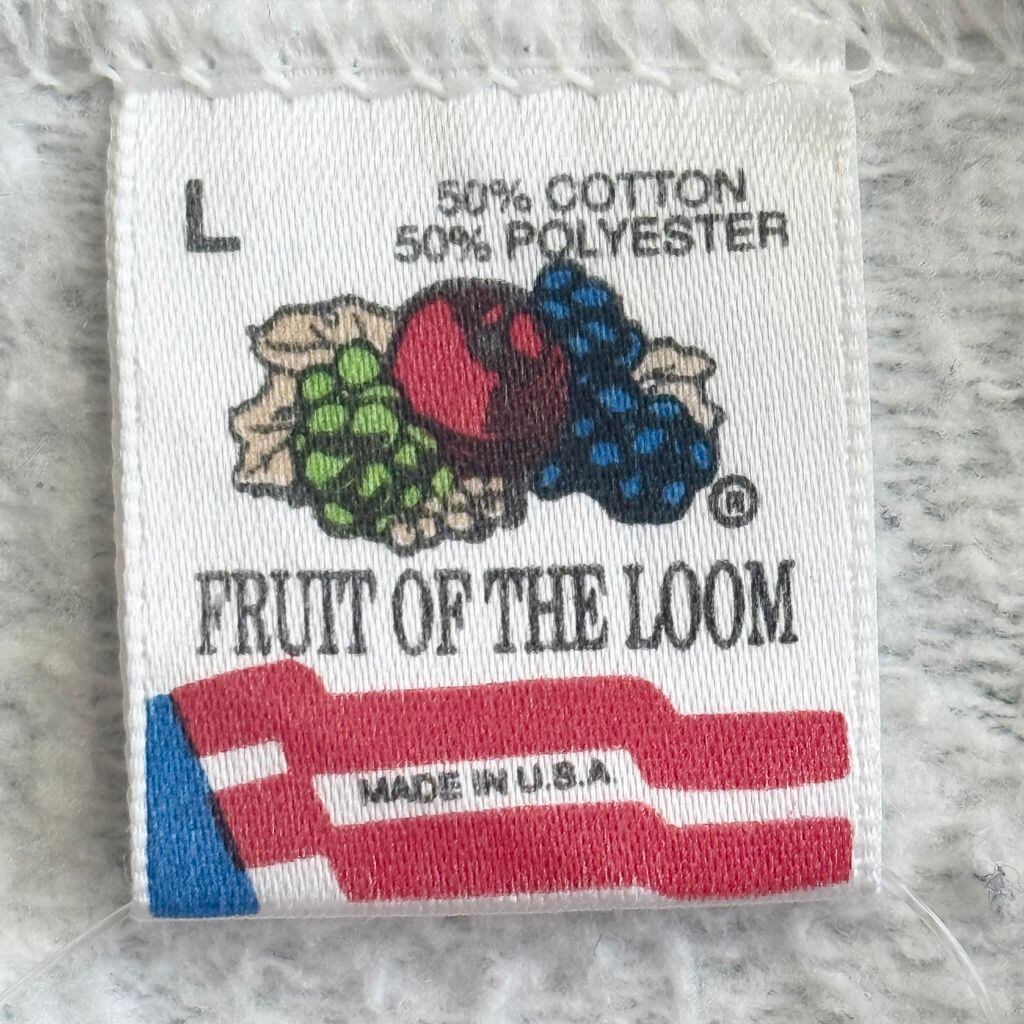 L
50% COTTON
50% POLYESTER
®
FRUIT OF THE LOOM
MADE IN U.S.A